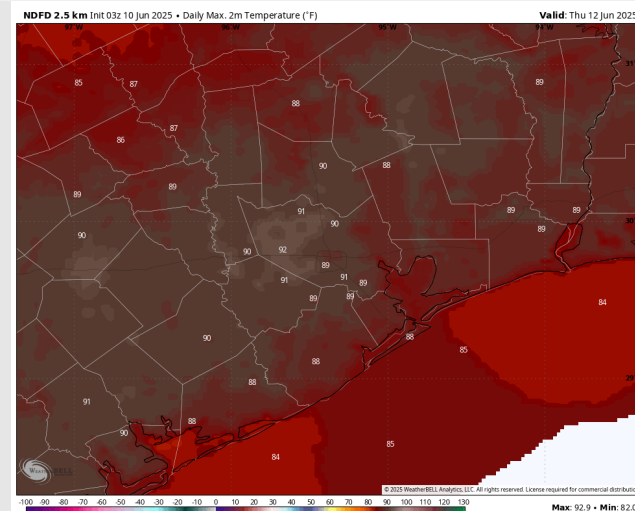 NDFD 2.5 km Init 03z 10 Jun 2025 • Daily Max. 2m Temperature (°F) Valid: Thu 12 Jun 2025
97°W 96°W 95°W 94°W
31°
85 87 89
88
87
86
90 88
89 89
91 89 89
90 90 89 30°
90 92
89
91 91 89
89 89 84
90 88 85
88
88 29°
91
88
90
85
84
WEATHERBELL
© 2025 WeatherBELL Analytics, LLC. All rights reserved. License required for commercial distributio
-100 -90 -80 -70 -60 -50 -40 -30 -20 -10 0 10 20 30 40 50 60 70 80 90 100 110 120 130
Max: 92.9 • Min: 82.0